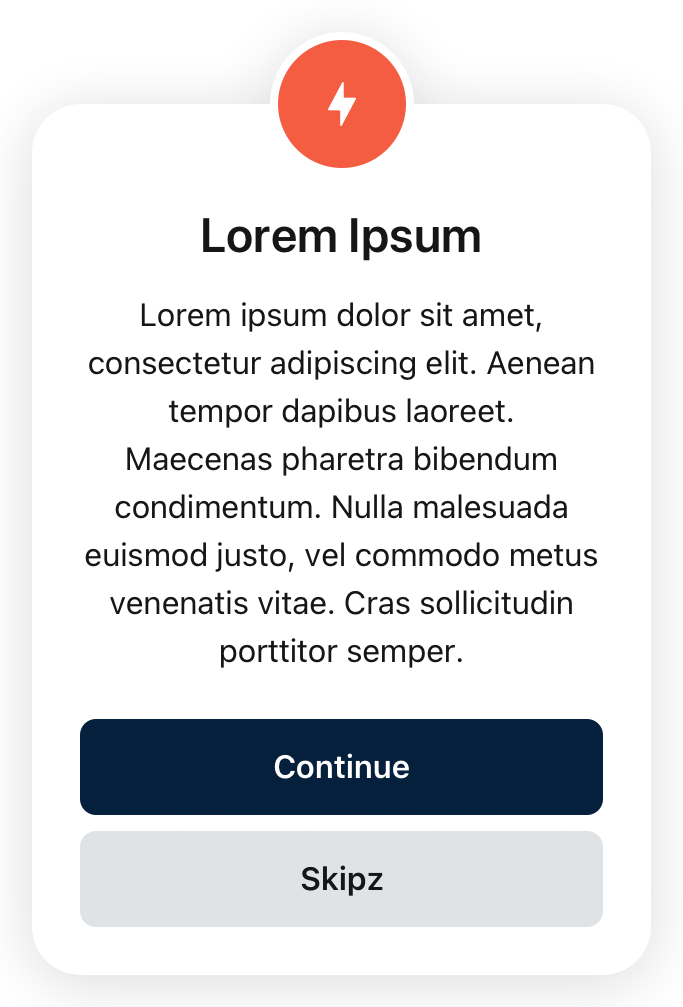 Lorem Ipsum
Lorem ipsum dolor sit amet,
consectetur adipiscing elit. Aenean
tempor dapibus laoreet.
Maecenas pharetra bibendum
condimentum. Nulla malesuada
euismod justo, vel commodo metus
venenatis vitae. Cras sollicitudin
porttitor semper.
Continue
Skipz